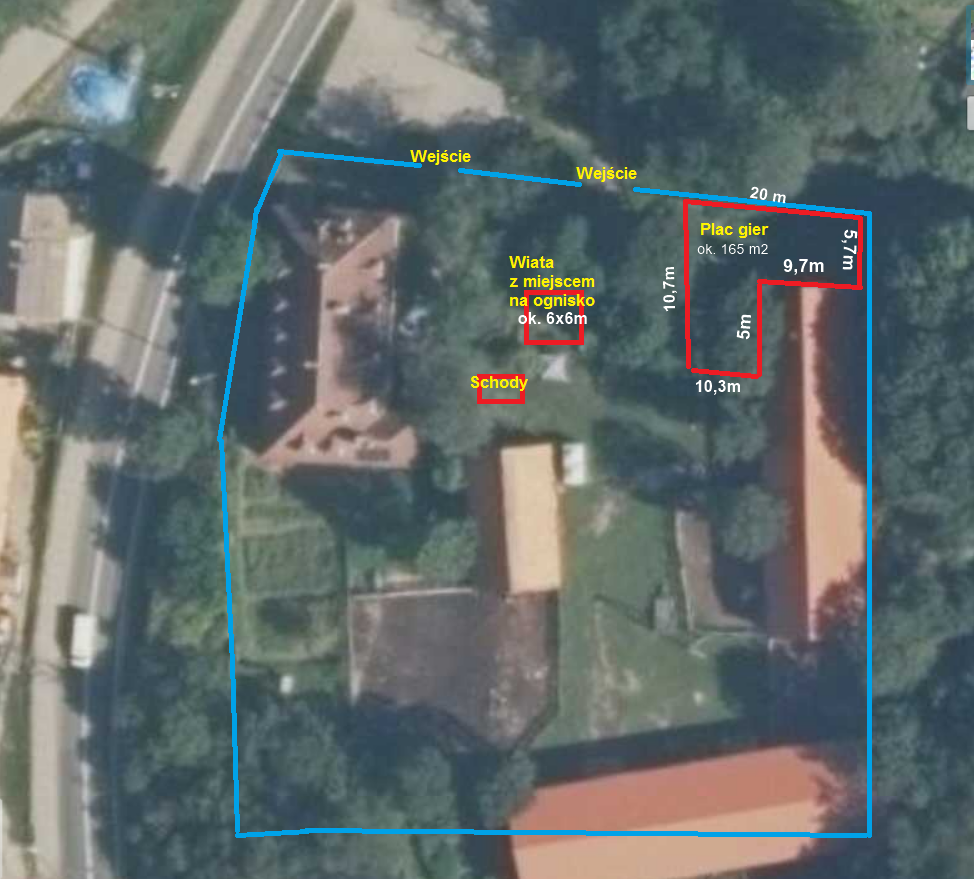 Wejście
Wejście
20 m
Plac gier
ok. 165 m2
5,7m
9,7m
10,7m
5m
10,3m
Wiata
z miejscem
na ognisko
ok. 6x6m
Schody